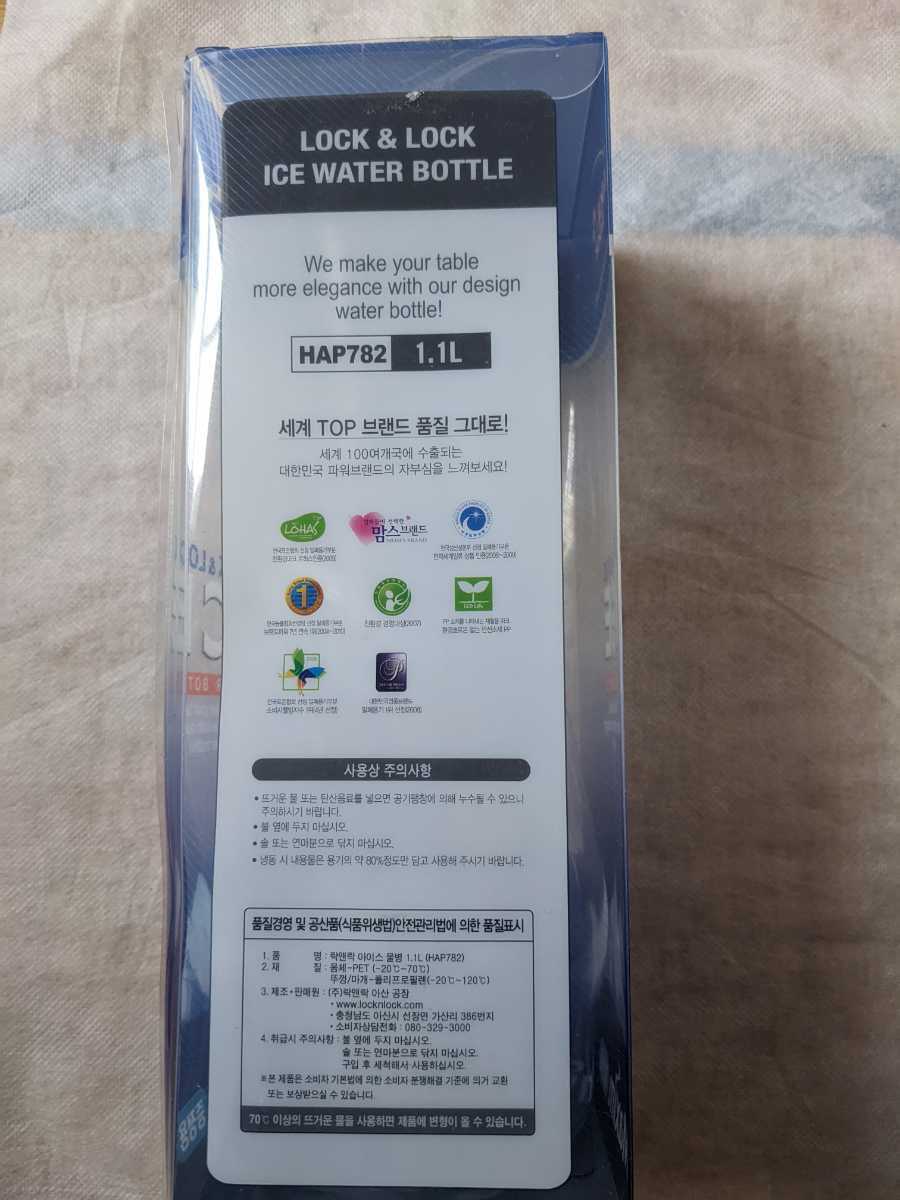 LOCK & LOCK
ICE WATER BOTTLE
We make your table
more elegance with our design
water bottle!
HAP782 1.1L
세계 TOP 브랜드 품질 그대로!
세계 100여개국에 수출되는
대한민국 파워브랜드의 자부심을 느껴보세요!
LOHAS
맘스브랜드
친환경 경영대상(2007)
사용상 주의사항
• 뜨거운 물 또는 탄산음료를 넣으면 공기팽창에 의해 누수될 수 있으니
주의하시기 바랍니다.
• 불 옆에 두지 마십시오.
• 솔 또는 연마분으로 닦지 마십시오.
• 냉동 시 내용물은 용기의 약 80%정도만 담고 사용해 주시기 바랍니다.
품질경영 및 공산품(식품위생법)안전관리법에 의한 품질표시
1. 품 명 : 락앤락 아이스 물병 1.1L (HAP782)
2. 재 질 : 몸체-PET (-20℃~70℃)
뚜껑/마개-폴리프로필렌(-20℃~120℃)
3. 제조•판매원 : (주)락앤락 아산 공장
• www.locknlock.com
• 충청남도 아산시 선장면 가산리 386번지
• 소비자상담전화 : 080-329-3000
4. 취급시 주의사항 : 불 옆에 두지 마십시오.
솔 또는 연마분으로 닦지 마십시오.
구입 후 세척해서 사용하십시오.
※본 제품은 소비자 기본법에 의한 소비자 분쟁해결 기준에 의거 교환
또는 보상받으실 수 있습니다.
70℃ 이상의 뜨거운 물을 사용하면 제품에 변형이 올 수 있습니다.